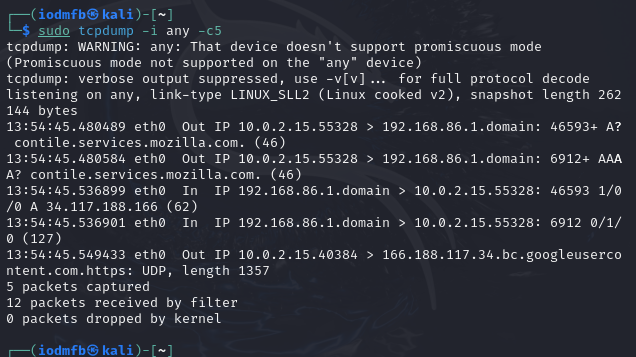 ┌──(iodmfb㉿kali)-[~]
└─$ sudo tcpdump -i any -c5
tcpdump: WARNING: any: That device doesn't support promiscuous mode
(Promiscuous mode not supported on the "any" device)
tcpdump: verbose output suppressed, use -v[v]... for full protocol decode
listening on any, link-type LINUX_SLL2 (Linux cooked v2), snapshot length 262
144 bytes
13:54:45.480489 eth0  Out IP 10.0.2.15.55328 > 192.168.86.1.domain: 46593+ A?
 contile.services.mozilla.com. (46)
13:54:45.480584 eth0  Out IP 10.0.2.15.55328 > 192.168.86.1.domain: 6912+ AAA
A? contile.services.mozilla.com. (46)
13:54:45.536899 eth0  In  IP 192.168.86.1.domain > 10.0.2.15.55328: 46593 1/0
/0 A 34.117.188.166 (62)
13:54:45.536901 eth0  In  IP 192.168.86.1.domain > 10.0.2.15.55328: 6912 0/1/
0 (127)
13:54:45.549433 eth0  Out IP 10.0.2.15.40384 > 166.188.117.34.bc.googleuserco
ntent.com.https: UDP, length 1357
5 packets captured
12 packets received by filter
0 packets dropped by kernel
┌──(iodmfb㉿kali)-[~]